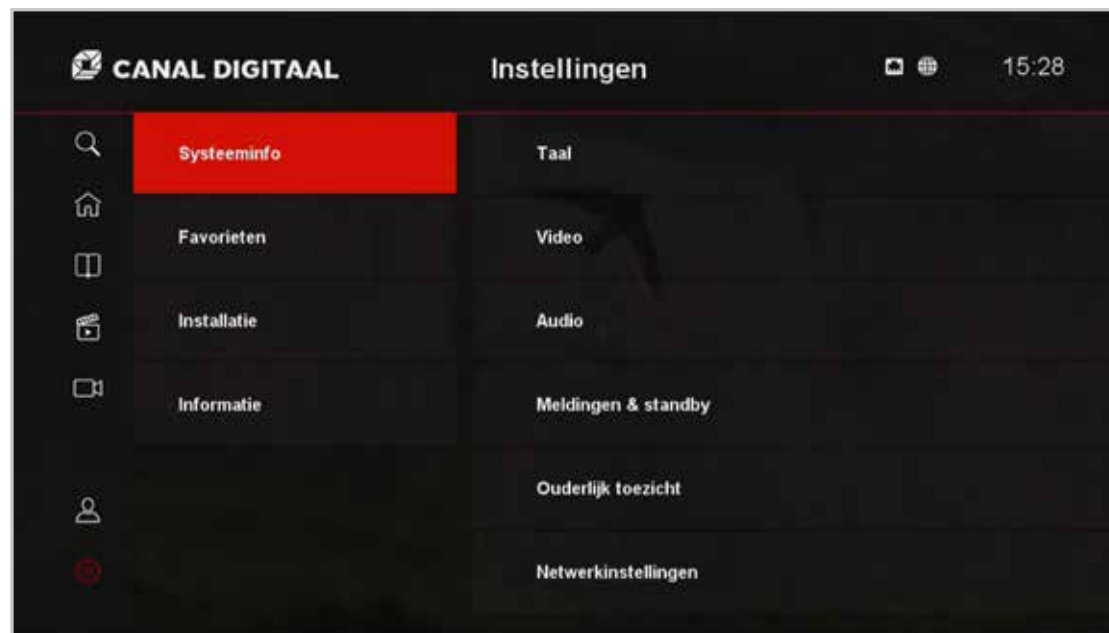 CANAL DIGITAAL
Instellingen
15:28
Systeeminfo
Favorieten
Installatie
Informatie
Taal
Video
Audio
Meldingen & standby
Ouderlijk toezicht
Netwerkinstellingen